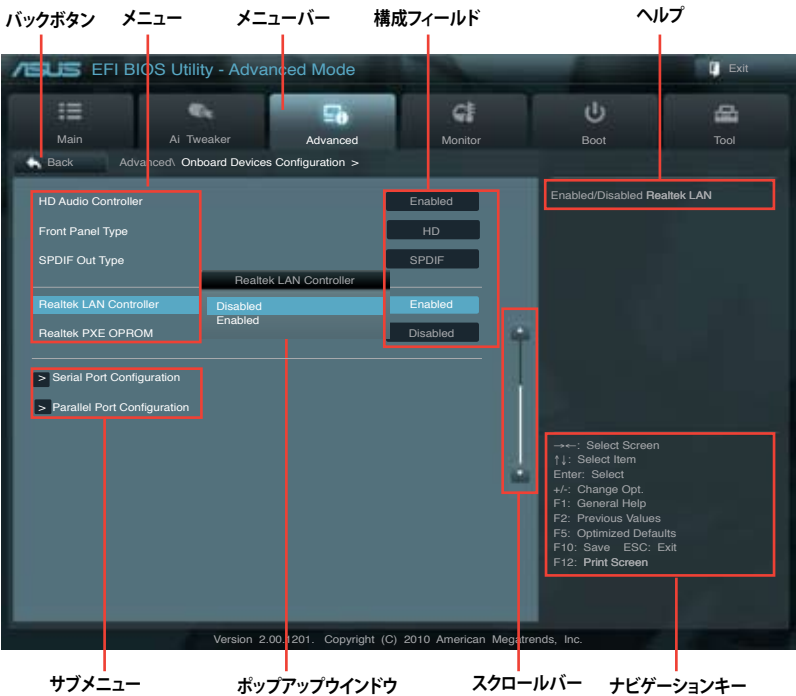 バックボタン メニュー メニューバー 構成フィールド ヘルプ
ASUS EFI BIOS Utility - Advanced Mode Exit
Main Ai Tweaker Advanced Monitor Boot Tool
Back Advanced\ Onboard Devices Configuration >
HD Audio Controller Enabled
Front Panel Type HD
SPDIF Out Type SPDIF
Realtek LAN Controller
Realtek LAN Controller Enabled
Disabled
Enabled
Realtek PXE OPROM Disabled
> Serial Port Configuration
> Parallel Port Configuration
Enabled/Disabled Realtek LAN
→←: Select Screen
↑↓: Select Item
Enter: Select
+/-: Change Opt.
F1: General Help
F2: Previous Values
F5: Optimized Defaults
F10: Save ESC: Exit
F12: Print Screen
Version 2.00.1201. Copyright (C) 2010 American Megatrends, Inc.
サブメニュー ポップアップウインドウ スクロールバー ナビゲーションキー